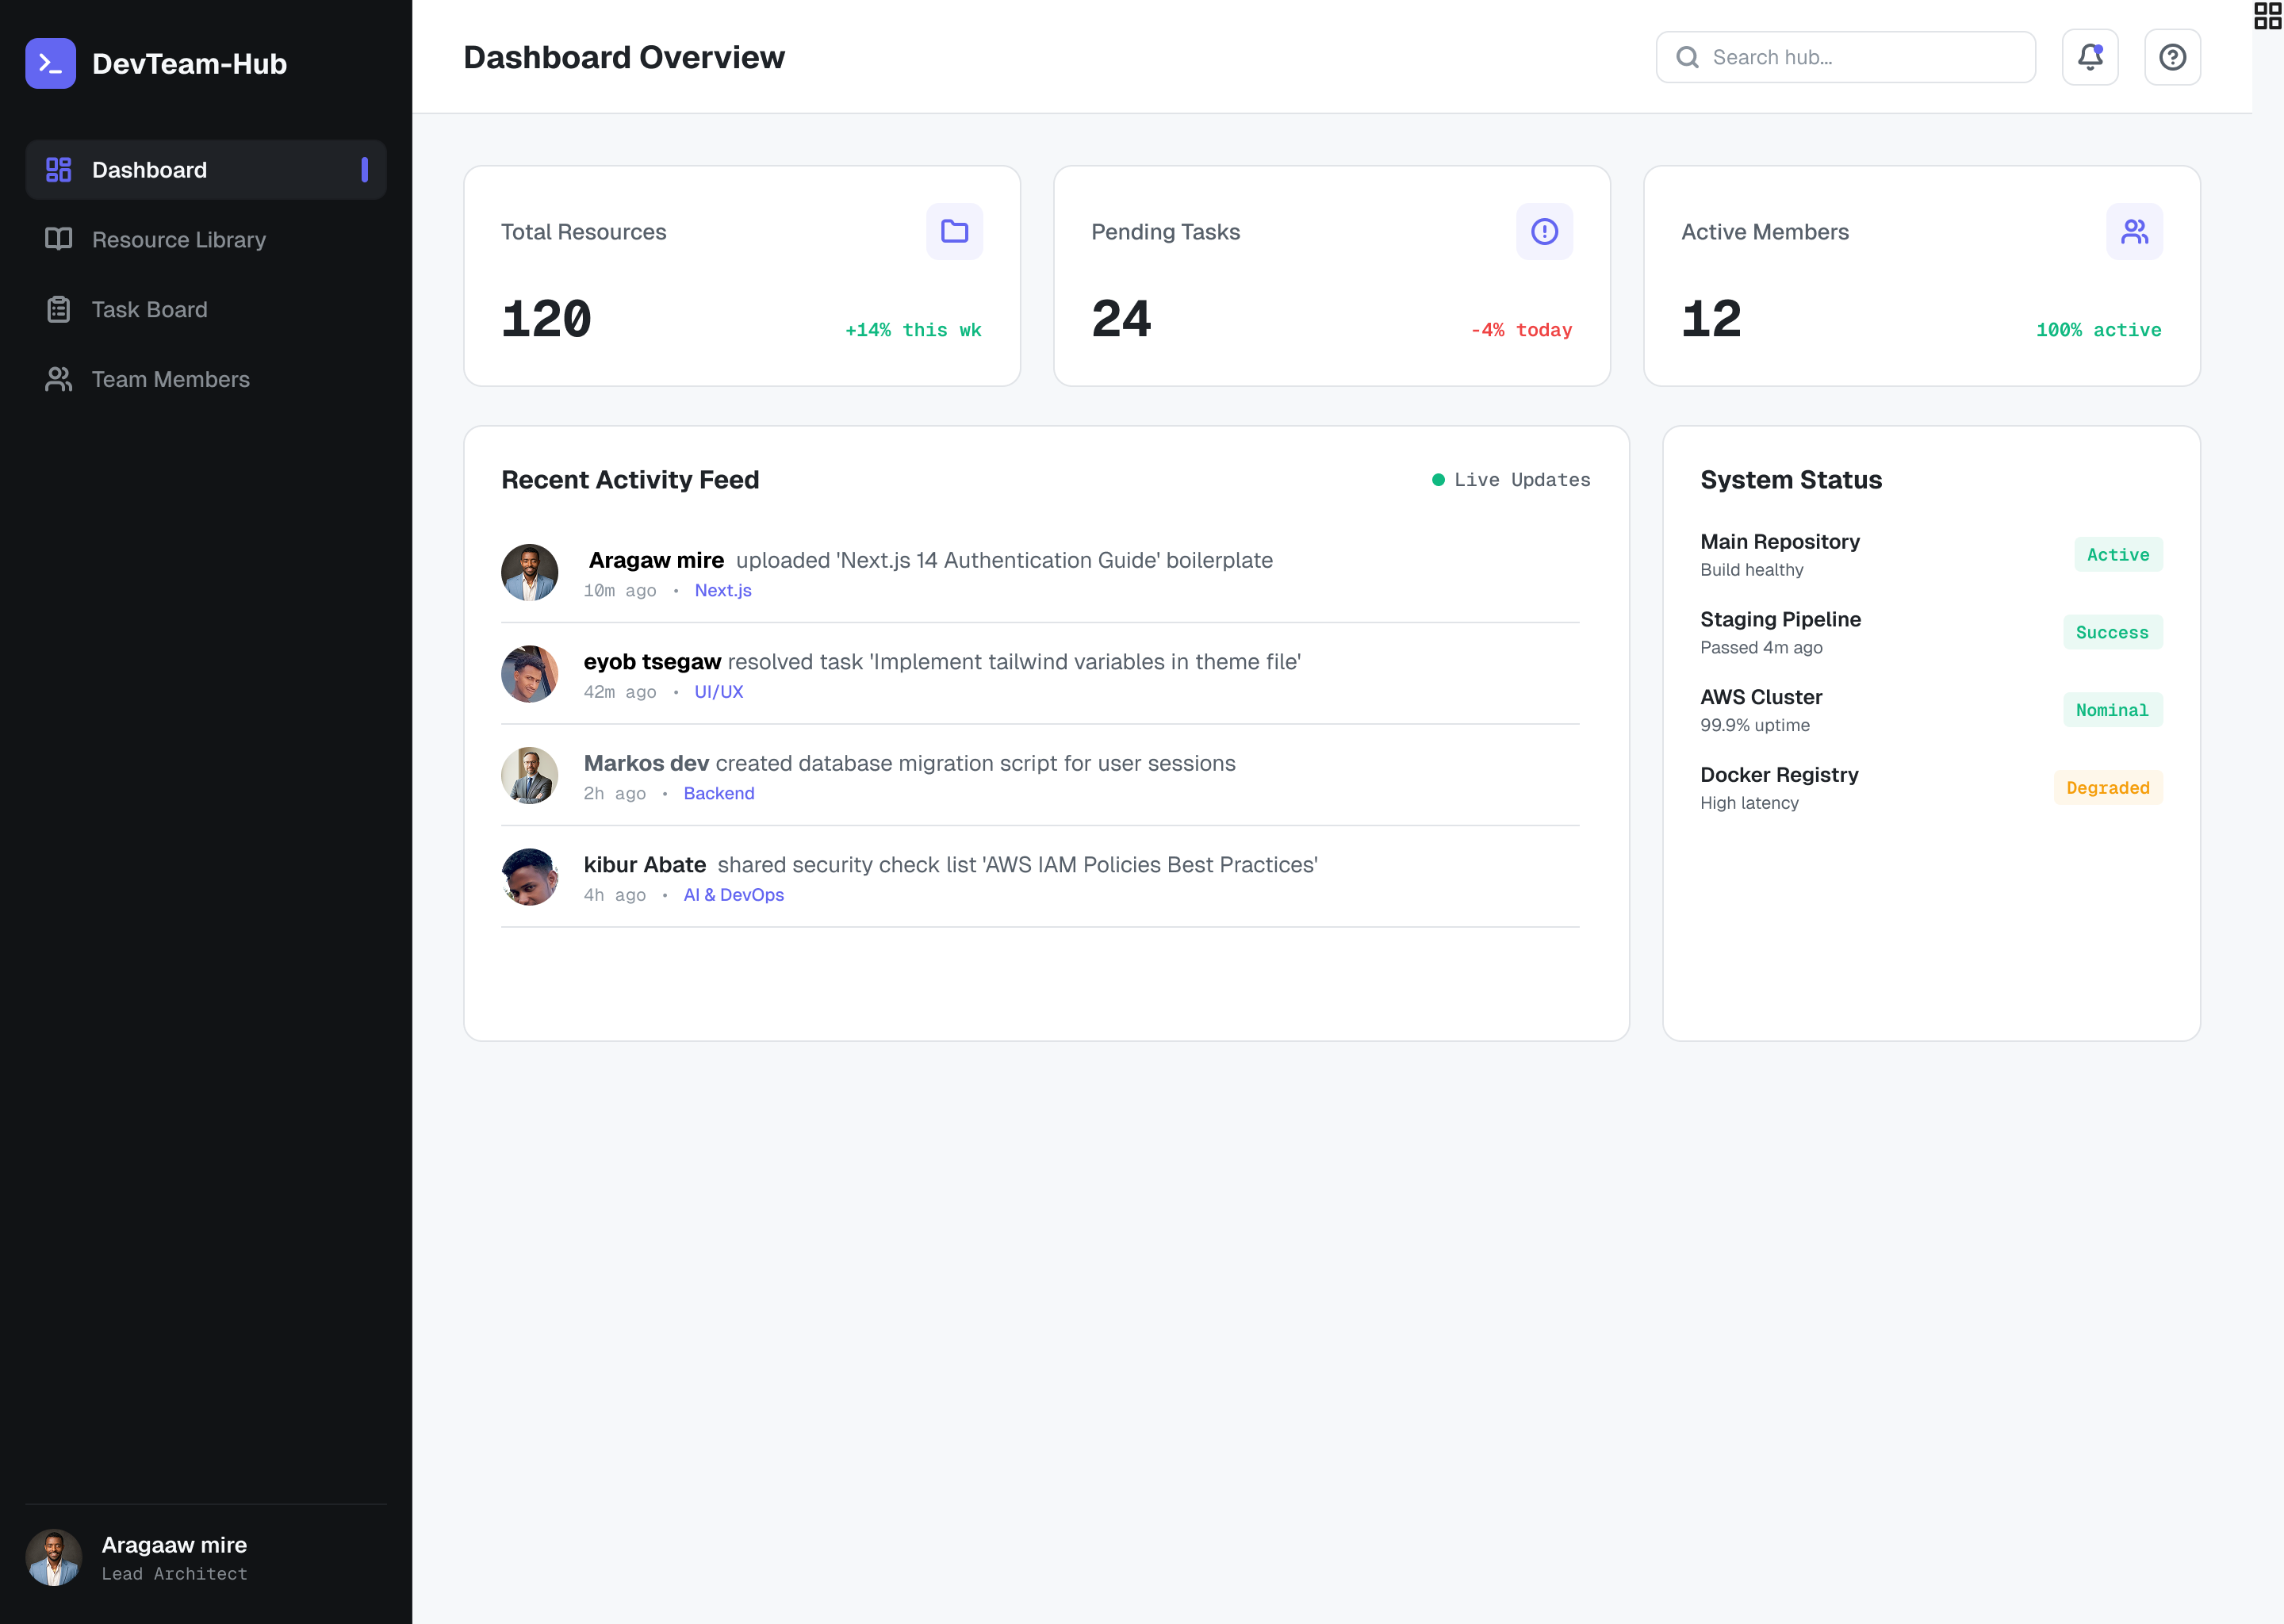 DevTeam-Hub
Dashboard
Resource Library
Task Board
Team Members
Aragaaw mire
Lead Architect
Dashboard Overview
Search hub...
Total Resources
120
+14% this wk
Pending Tasks
24
-4% today
Active Members
12
100% active
Recent Activity Feed
Live Updates
Aragaw mire uploaded 'Next.js 14 Authentication Guide' boilerplate
10m ago • Next.js
eyob tsegaw resolved task 'Implement tailwind variables in theme file'
42m ago • UI/UX
Markos dev created database migration script for user sessions
2h ago • Backend
kibur Abate shared security check list 'AWS IAM Policies Best Practices'
4h ago • AI & DevOps
System Status
Main Repository
Build healthy
Active
Staging Pipeline
Passed 4m ago
Success
AWS Cluster
99.9% uptime
Nominal
Docker Registry
High latency
Degraded